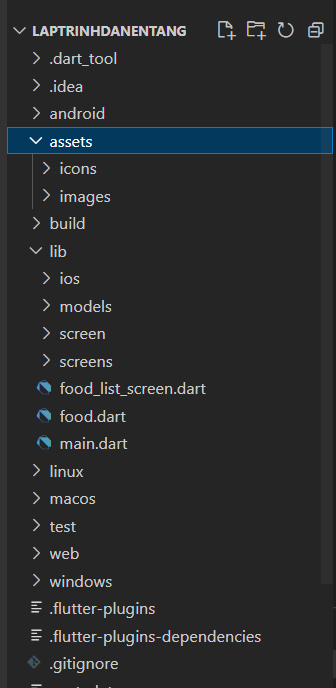 LAPTRINHDANENTANG
.dart_tool
.idea
android
assets
icons
images
build
lib
ios
models
screen
screens
food_list_screen.dart
food.dart
main.dart
linux
macos
test
web
windows
.flutter-plugins
.flutter-plugins-dependencies
.gitignore